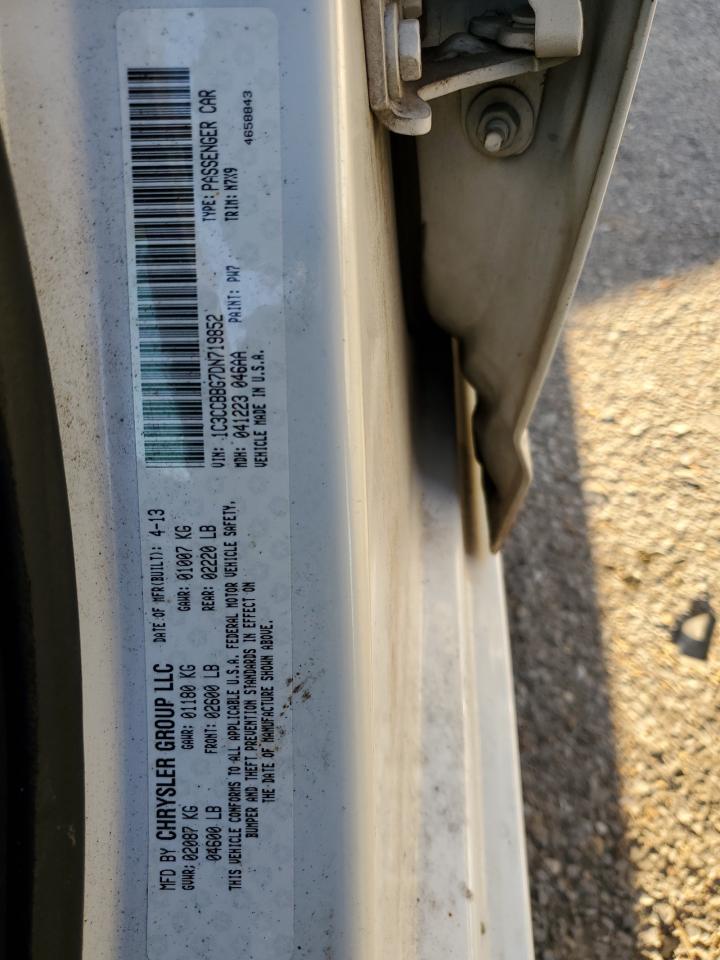 MFD BY CHRYSLER GROUP LLC DATE OF MFR(BUILT): 4-13
GVWR: 02087 KG GAWR: 01180 KG GAWR: 01007 KG
04600 LB FRONT: 02600 LB REAR: 02220 LB
THIS VEHICLE CONFORMS TO ALL APPLICABLE U.S.A. FEDERAL MOTOR VEHICLE SAFETY,
BUMPER AND THEFT PREVENTION STANDARDS IN EFFECT ON
THE DATE OF MANUFACTURE SHOWN ABOVE.
VIN: 1C3CCBBG7DN719852 TYPE: PASSENGER CAR
MDH: 041223 046AA PAINT: PW7 TRIM: M7X9
VEHICLE MADE IN U.S.A. 4658843